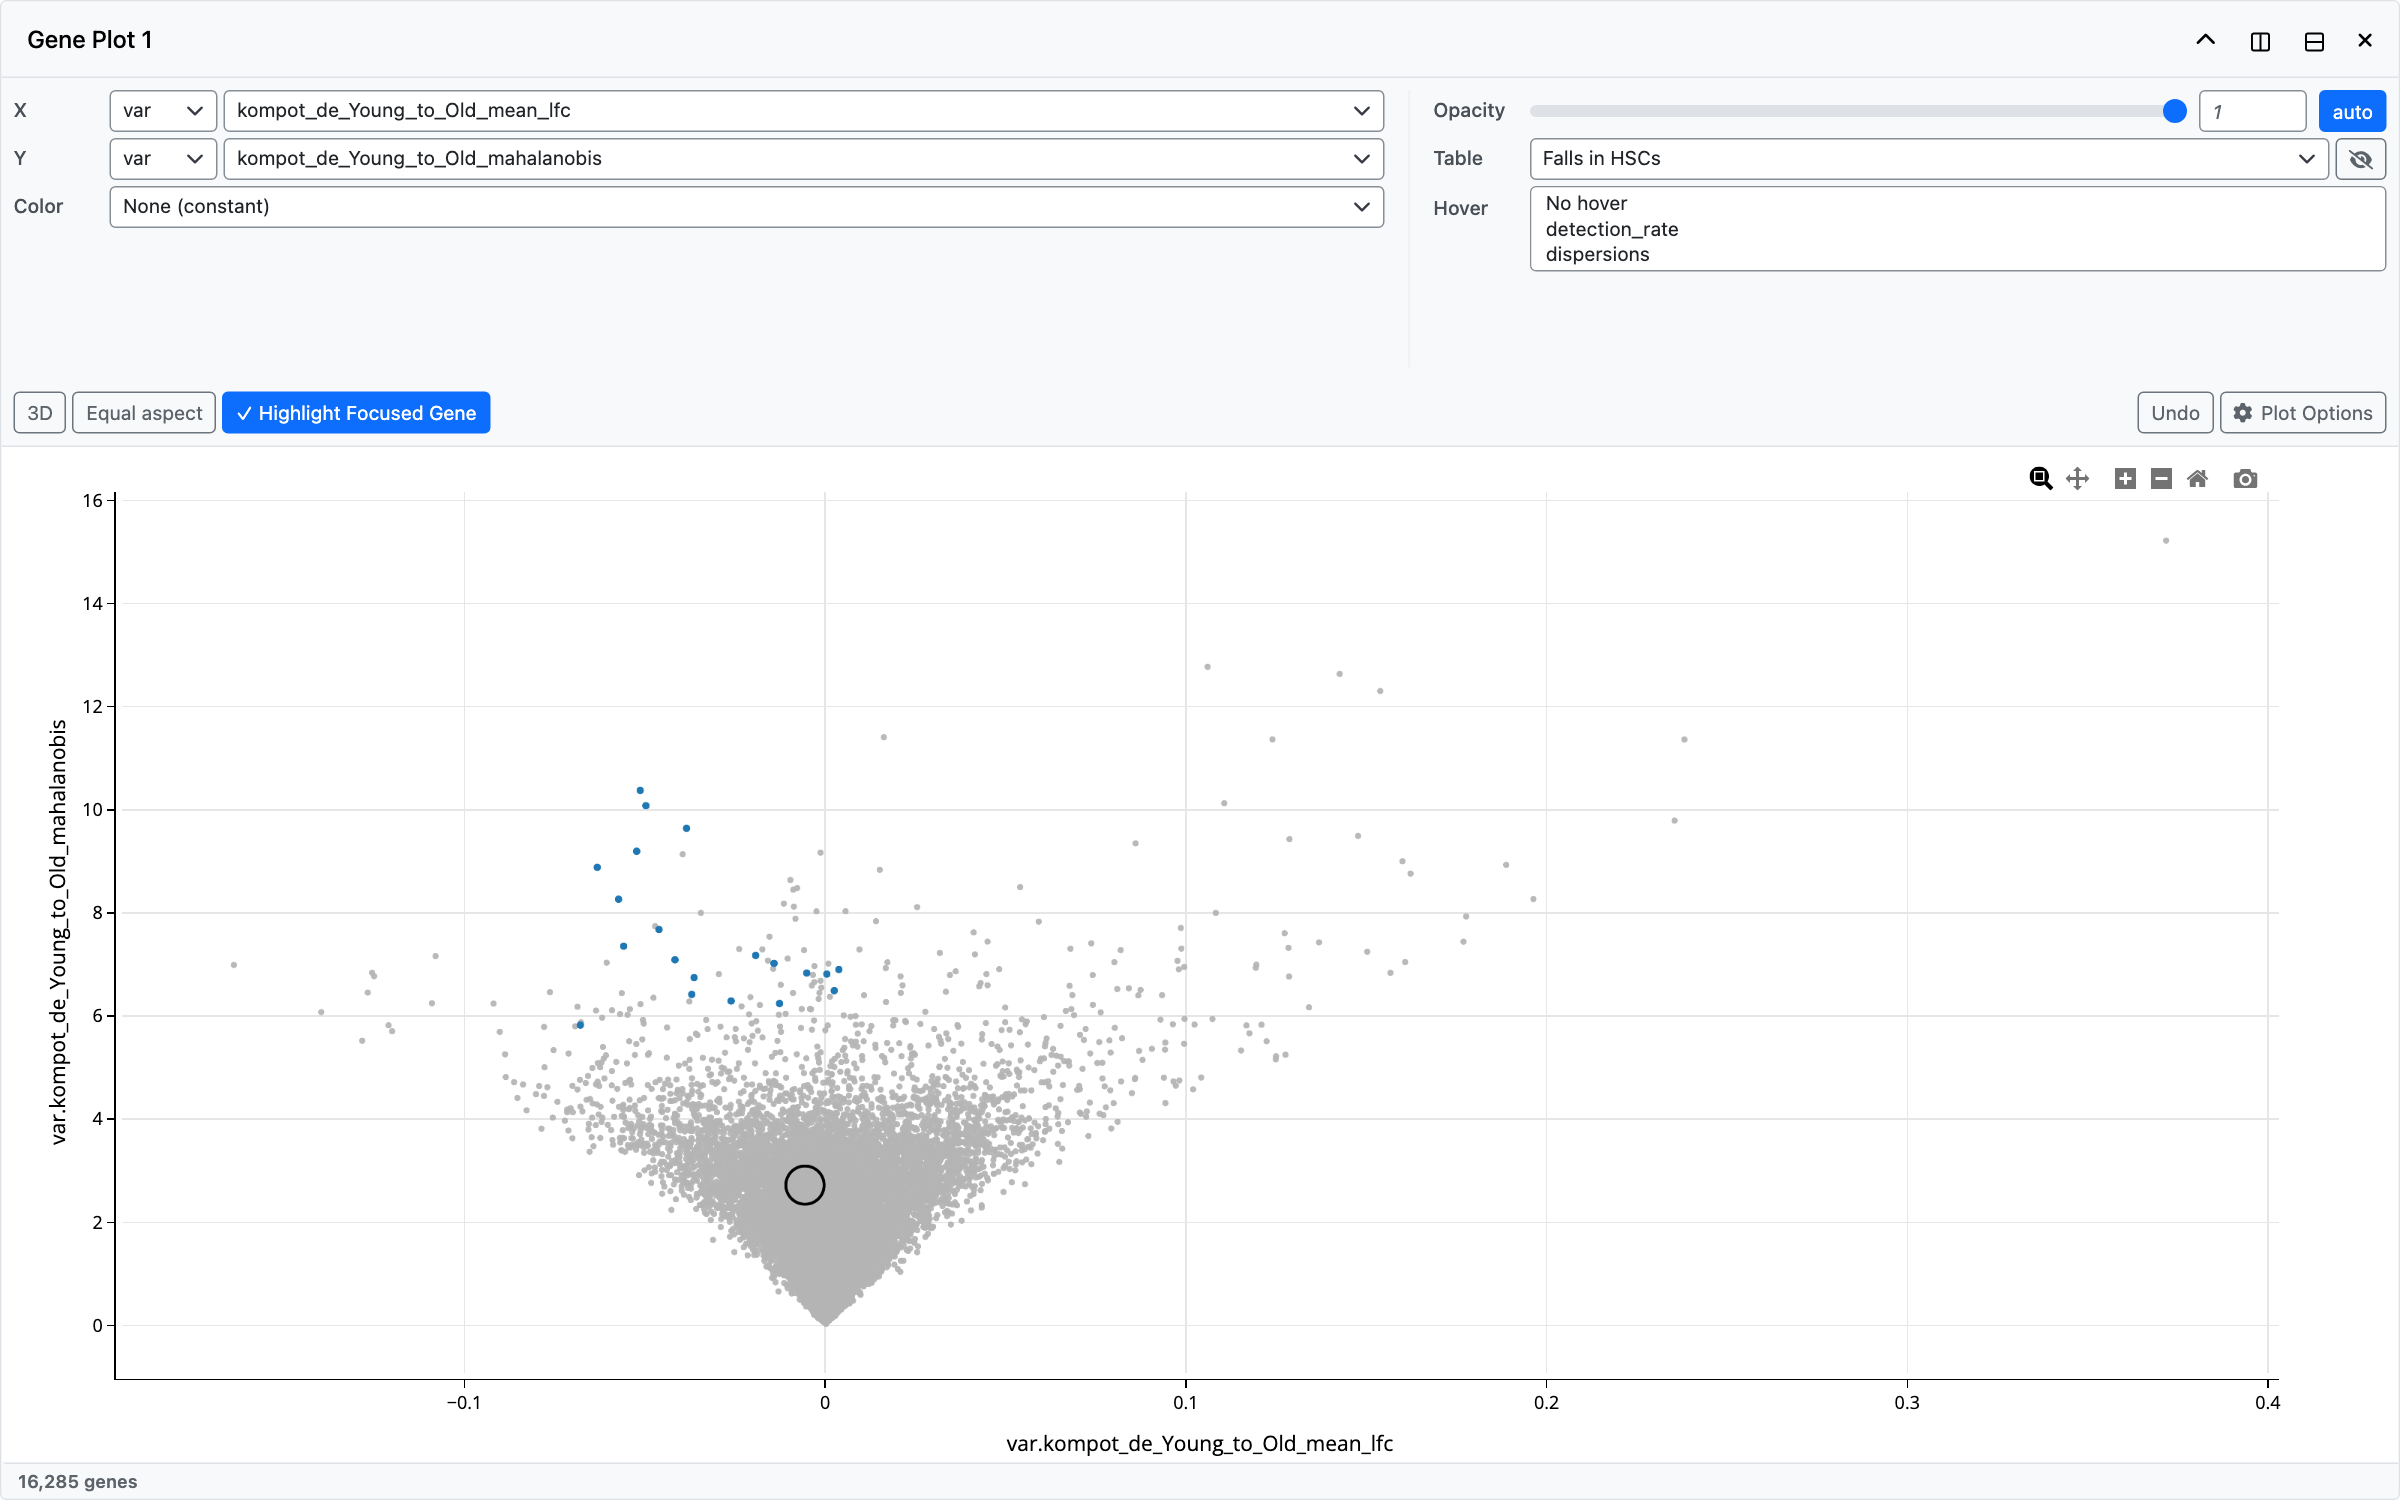 Gene Plot 1
X var kompot_de_Young_to_Old_mean_lfc
Y var kompot_de_Young_to_Old_mahalanobis
Color None (constant)
Opacity 1 auto
Table Falls in HSCs
Hover No hover
detection_rate
dispersions
3D Equal aspect ✓ Highlight Focused Gene Undo Plot Options
var.kompot_de_Young_to_Old_mahalanobis
16
14
12
10
8
6
4
2
0
−0.1 0 0.1 0.2 0.3 0.4
var.kompot_de_Young_to_Old_mean_lfc
16,285 genes